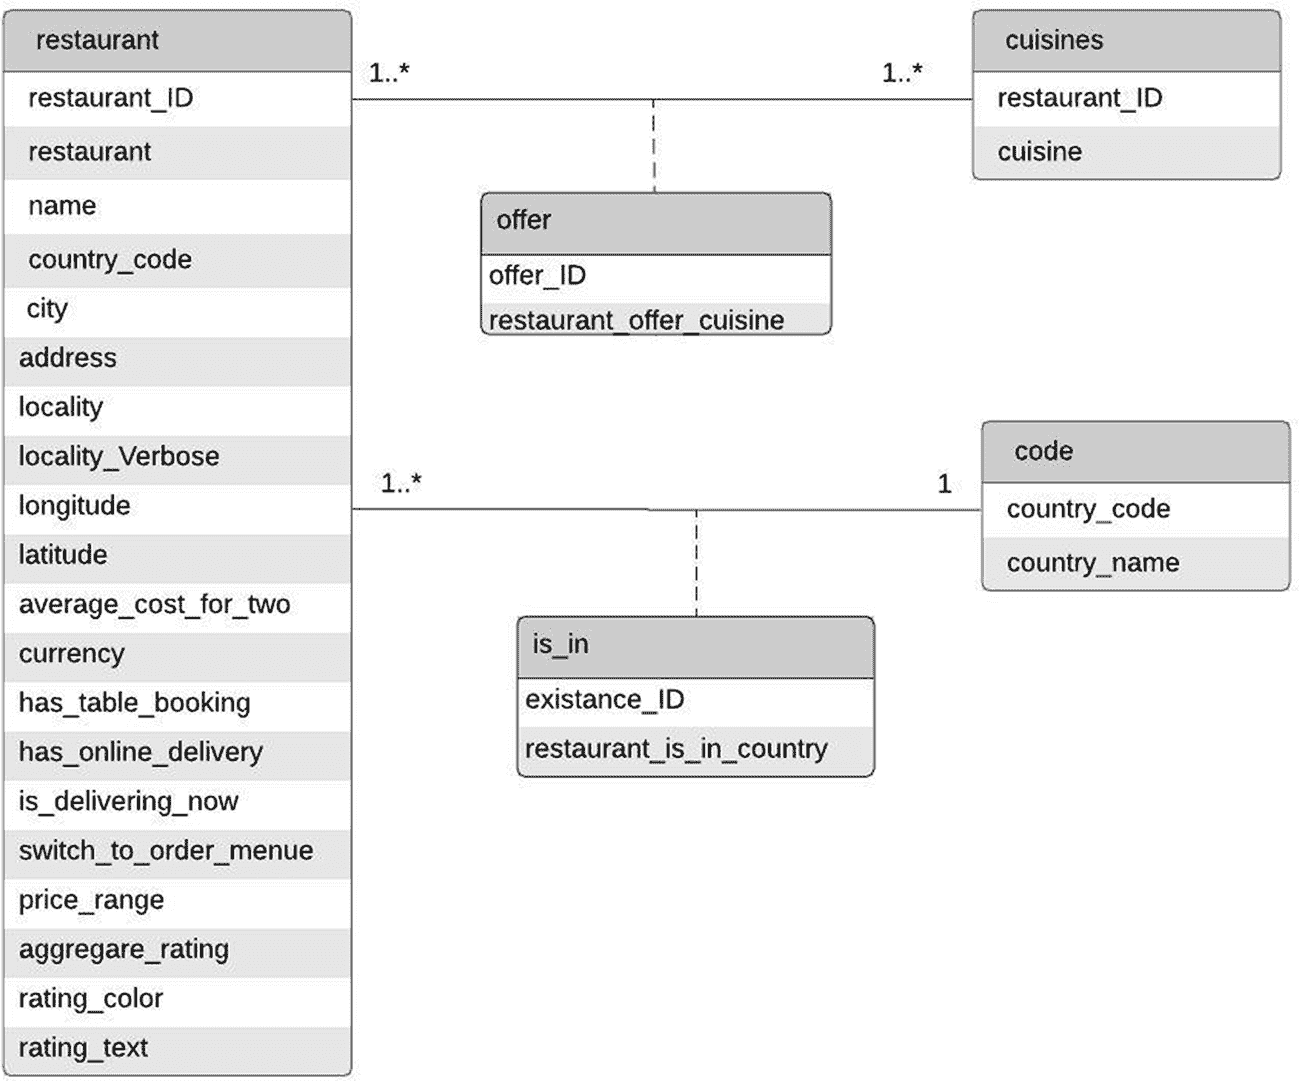 restaurant
restaurant_ID
restaurant
name
country_code
city
address
locality
locality_Verbose
longitude
latitude
average_cost_for_two
currency
has_table_booking
has_online_delivery
is_delivering_now
switch_to_order_menue
price_range
aggregare_rating
rating_color
rating_text
1..*
1..*
cuisines
restaurant_ID
cuisine
offer
offer_ID
restaurant_offer_cuisine
1..*
1
code
country_code
country_name
is_in
existance_ID
restaurant_is_in_country